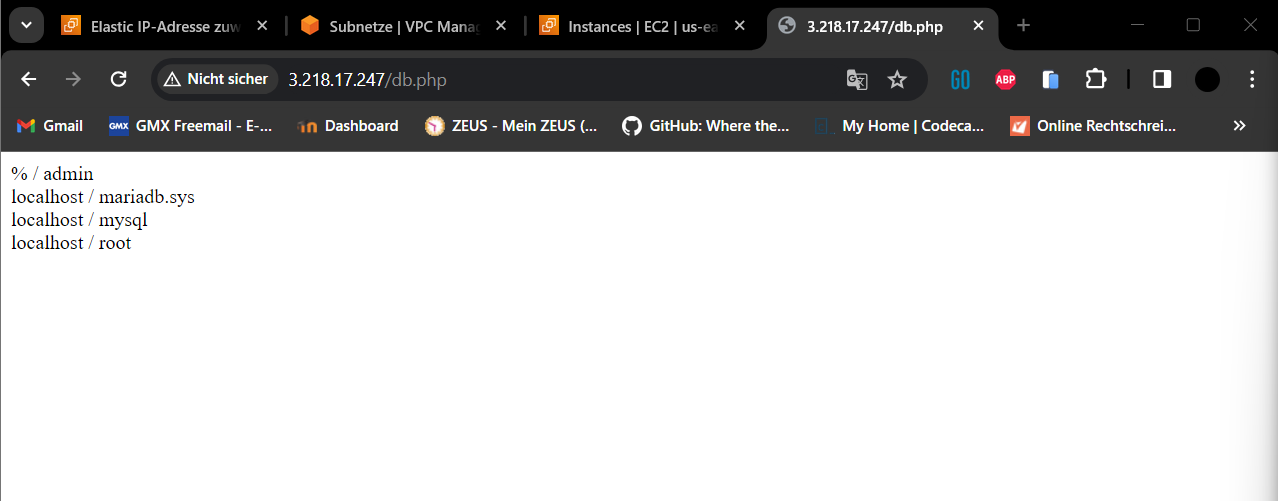 Elastic IP-Adresse zuw
Subnetze | VPC Manag
Instances | EC2 | us-ea
3.218.17.247/db.php
Nicht sicher
3.218.17.247/db.php
GO
ABP
Gmail
GMX
GMX Freemail - E-...
Dashboard
ZEUS - Mein ZEUS (...
GitHub: Where the...
My Home | Codeca...
Online Rechtschrei...
% / admin
localhost / mariadb.sys
localhost / mysql
localhost / root